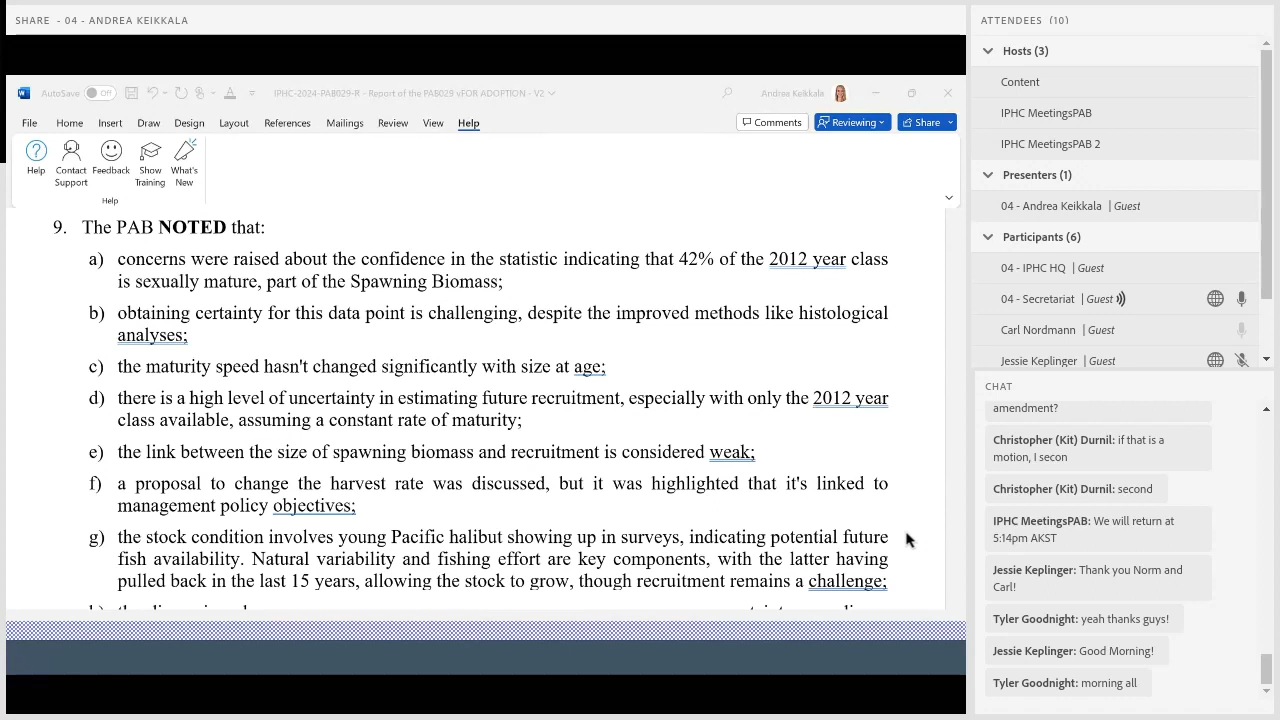 SHARE - 04 - ANDREA KEIKKALA
AutoSave Off
IPHC-2024-PAB029-R - Report of the PAB029 vFOR ADOPTION - V2
Andrea Keikkala
File Home Insert Draw Design Layout References Mailings Review View Help
Comments Reviewing Share
Help Contact Support Feedback Show Training What's New
Help
9. The PAB NOTED that:
a) concerns were raised about the confidence in the statistic indicating that 42% of the 2012 year class
is sexually mature, part of the Spawning Biomass;
b) obtaining certainty for this data point is challenging, despite the improved methods like histological
analyses;
c) the maturity speed hasn't changed significantly with size at age;
d) there is a high level of uncertainty in estimating future recruitment, especially with only the 2012 year
class available, assuming a constant rate of maturity;
e) the link between the size of spawning biomass and recruitment is considered weak;
f) a proposal to change the harvest rate was discussed, but it was highlighted that it's linked to
management policy objectives;
g) the stock condition involves young Pacific halibut showing up in surveys, indicating potential future
fish availability. Natural variability and fishing effort are key components, with the latter having
pulled back in the last 15 years, allowing the stock to grow, though recruitment remains a challenge;
ATTENDEES (10)
Hosts (3)
Content
IPHC MeetingsPAB
IPHC MeetingsPAB 2
Presenters (1)
04 - Andrea Keikkala | Guest
Participants (6)
04 - IPHC HQ | Guest
04 - Secretariat | Guest
Carl Nordmann | Guest
Jessie Keplinger | Guest
CHAT
amendment?
Christopher (Kit) Durnil: if that is a
motion, I secon
Christopher (Kit) Durnil: second
IPHC MeetingsPAB: We will return at
5:14pm AKST
Jessie Keplinger: Thank you Norm and
Carl!
Tyler Goodnight: yeah thanks guys!
Jessie Keplinger: Good Morning!
Tyler Goodnight: morning all